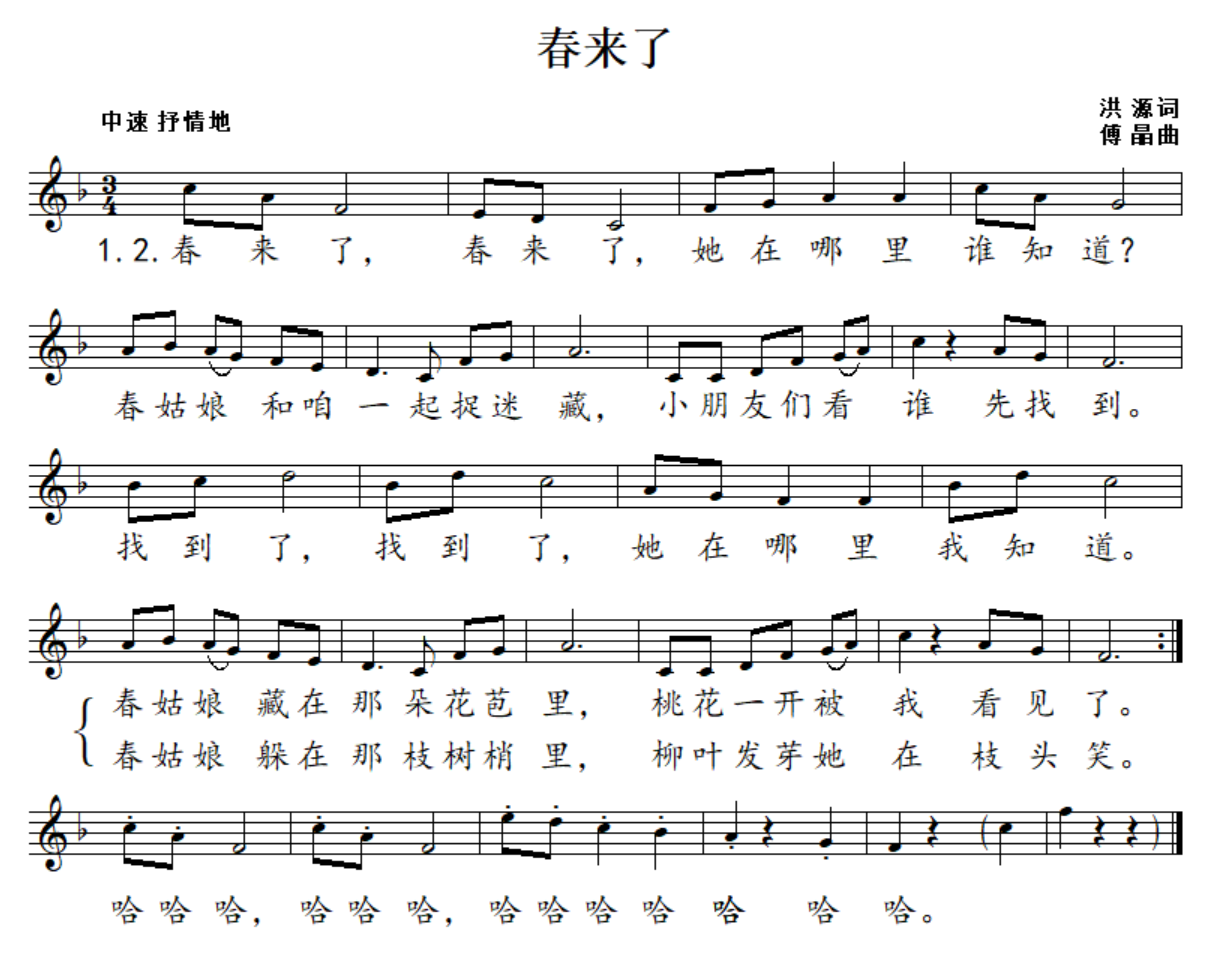 春来了
中速 抒情地
洪 源词
傅 晶曲
3
4
1.2.春 来 了， 春 来 了， 她 在 哪 里 谁 知 道？
春姑娘 和咱 一起捉迷 藏， 小朋友们看 谁 先找 到。
找 到 了， 找 到 了， 她 在 哪 里 我 知 道。
春姑娘 藏在 那 朵花苞 里， 桃花一开被 我 看 见 了。
春姑娘 躲在 那 枝树梢 里， 柳叶发芽她 在 枝 头 笑。
哈 哈 哈， 哈 哈 哈， 哈 哈 哈 哈 哈 哈 哈。